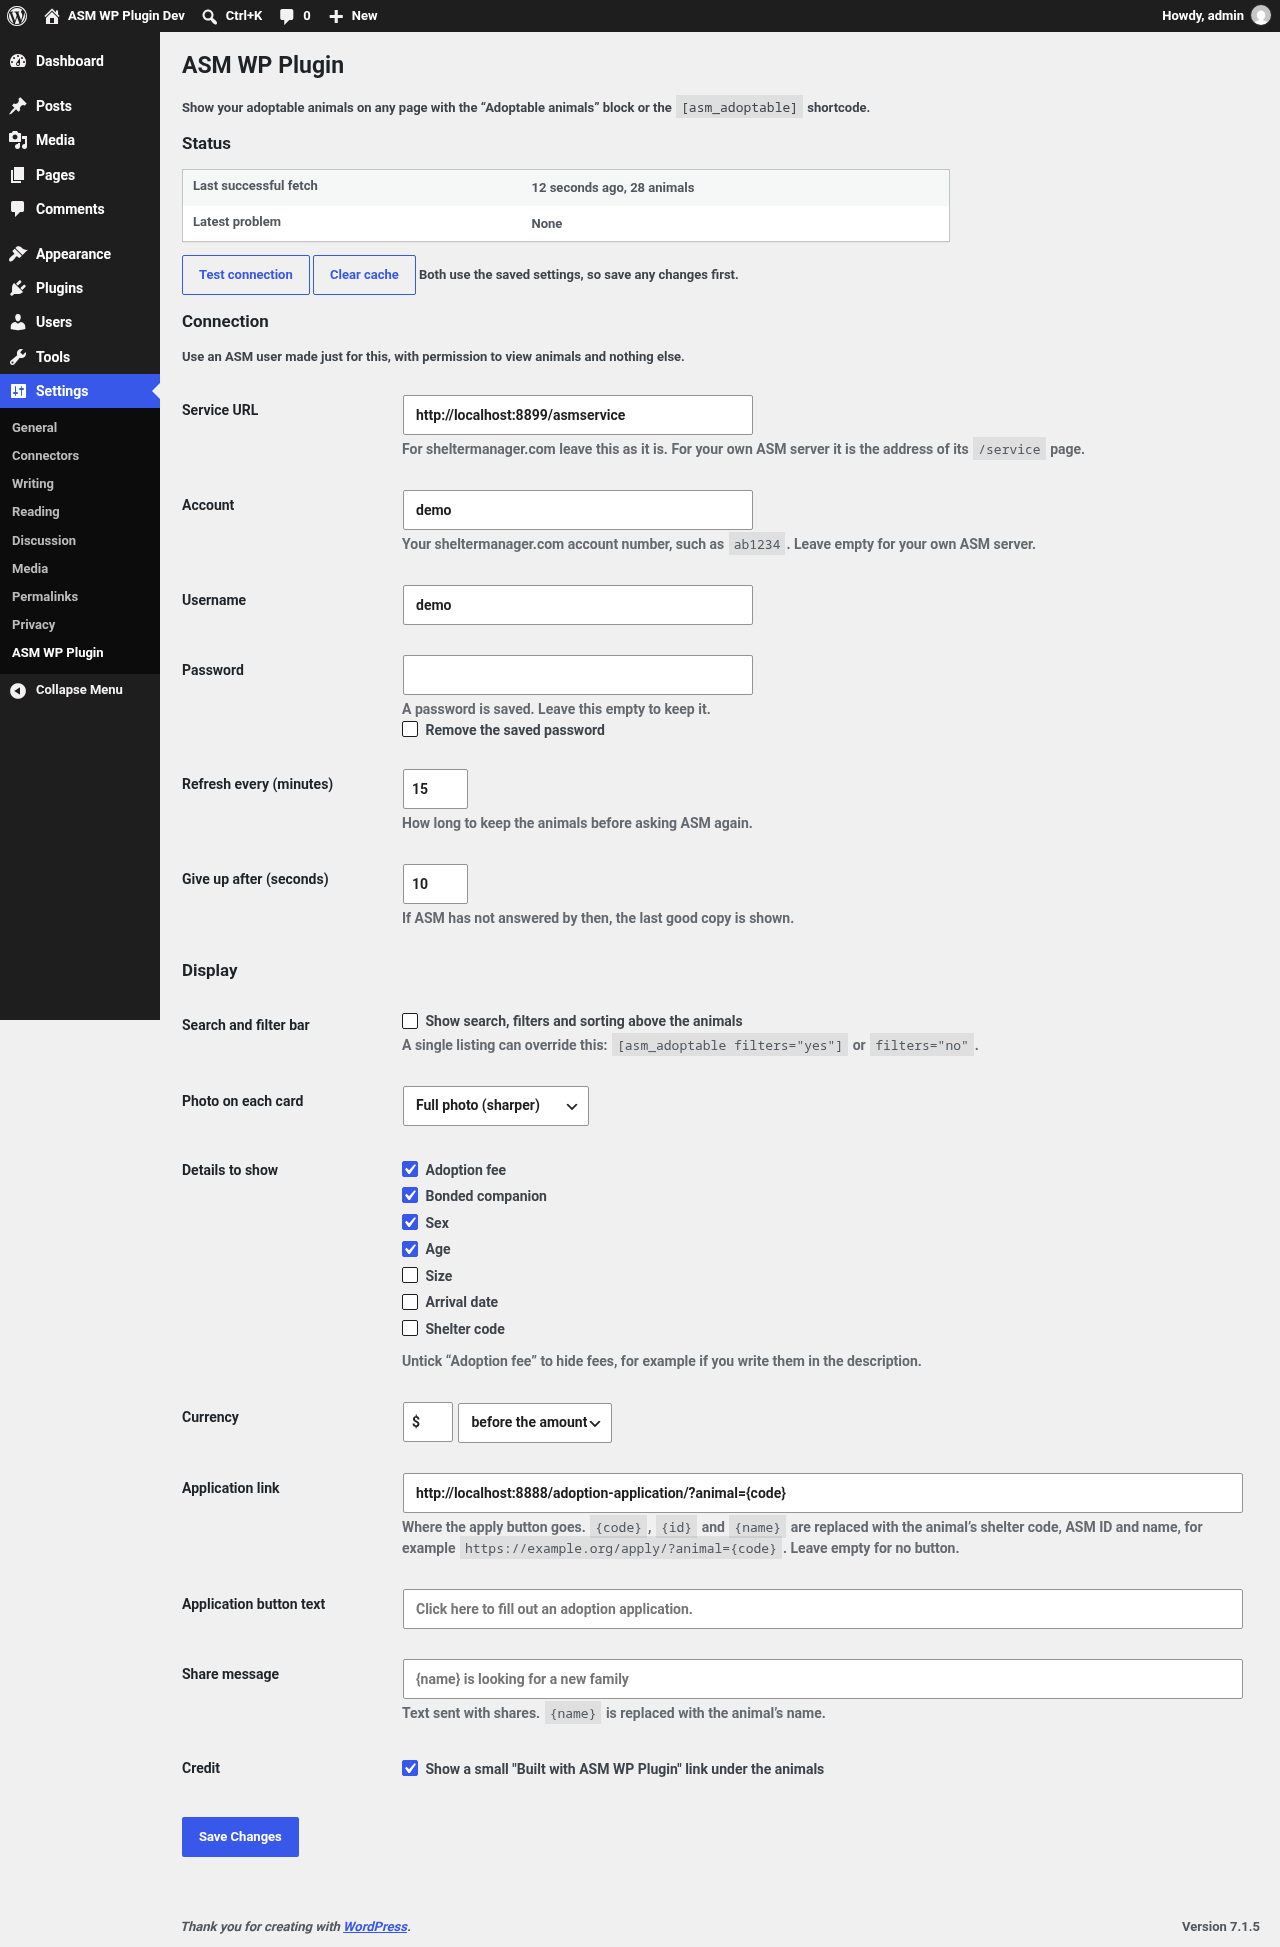 ASM WP Plugin Dev
Ctrl+K
0
New
Howdy, admin
Dashboard
Posts
Media
Pages
Comments
Appearance
Plugins
Users
Tools
Settings
General
Connectors
Writing
Reading
Discussion
Media
Permalinks
Privacy
ASM WP Plugin
Collapse Menu
ASM WP Plugin
Show your adoptable animals on any page with the “Adoptable animals” block or the [asm_adoptable] shortcode.
Status
Last successful fetch 12 seconds ago, 28 animals
Latest problem None
Test connection Clear cache Both use the saved settings, so save any changes first.
Connection
Use an ASM user made just for this, with permission to view animals and nothing else.
Service URL http://localhost:8899/asmservice
For sheltermanager.com leave this as it is. For your own ASM server it is the address of its /service page.
Account demo
Your sheltermanager.com account number, such as ab1234. Leave empty for your own ASM server.
Username demo
Password
A password is saved. Leave this empty to keep it.
Remove the saved password
Refresh every (minutes) 15
How long to keep the animals before asking ASM again.
Give up after (seconds) 10
If ASM has not answered by then, the last good copy is shown.
Display
Search and filter bar Show search, filters and sorting above the animals
A single listing can override this: [asm_adoptable filters="yes"] or filters="no".
Photo on each card Full photo (sharper)
Details to show Adoption fee
Bonded companion
Sex
Age
Size
Arrival date
Shelter code
Untick “Adoption fee” to hide fees, for example if you write them in the description.
Currency $ before the amount
Application link http://localhost:8888/adoption-application/?animal={code}
Where the apply button goes. {code}, {id} and {name} are replaced with the animal’s shelter code, ASM ID and name, for
example https://example.org/apply/?animal={code}. Leave empty for no button.
Application button text Click here to fill out an adoption application.
Share message {name} is looking for a new family
Text sent with shares. {name} is replaced with the animal’s name.
Credit Show a small "Built with ASM WP Plugin" link under the animals
Save Changes
Thank you for creating with WordPress.
Version 7.1.5